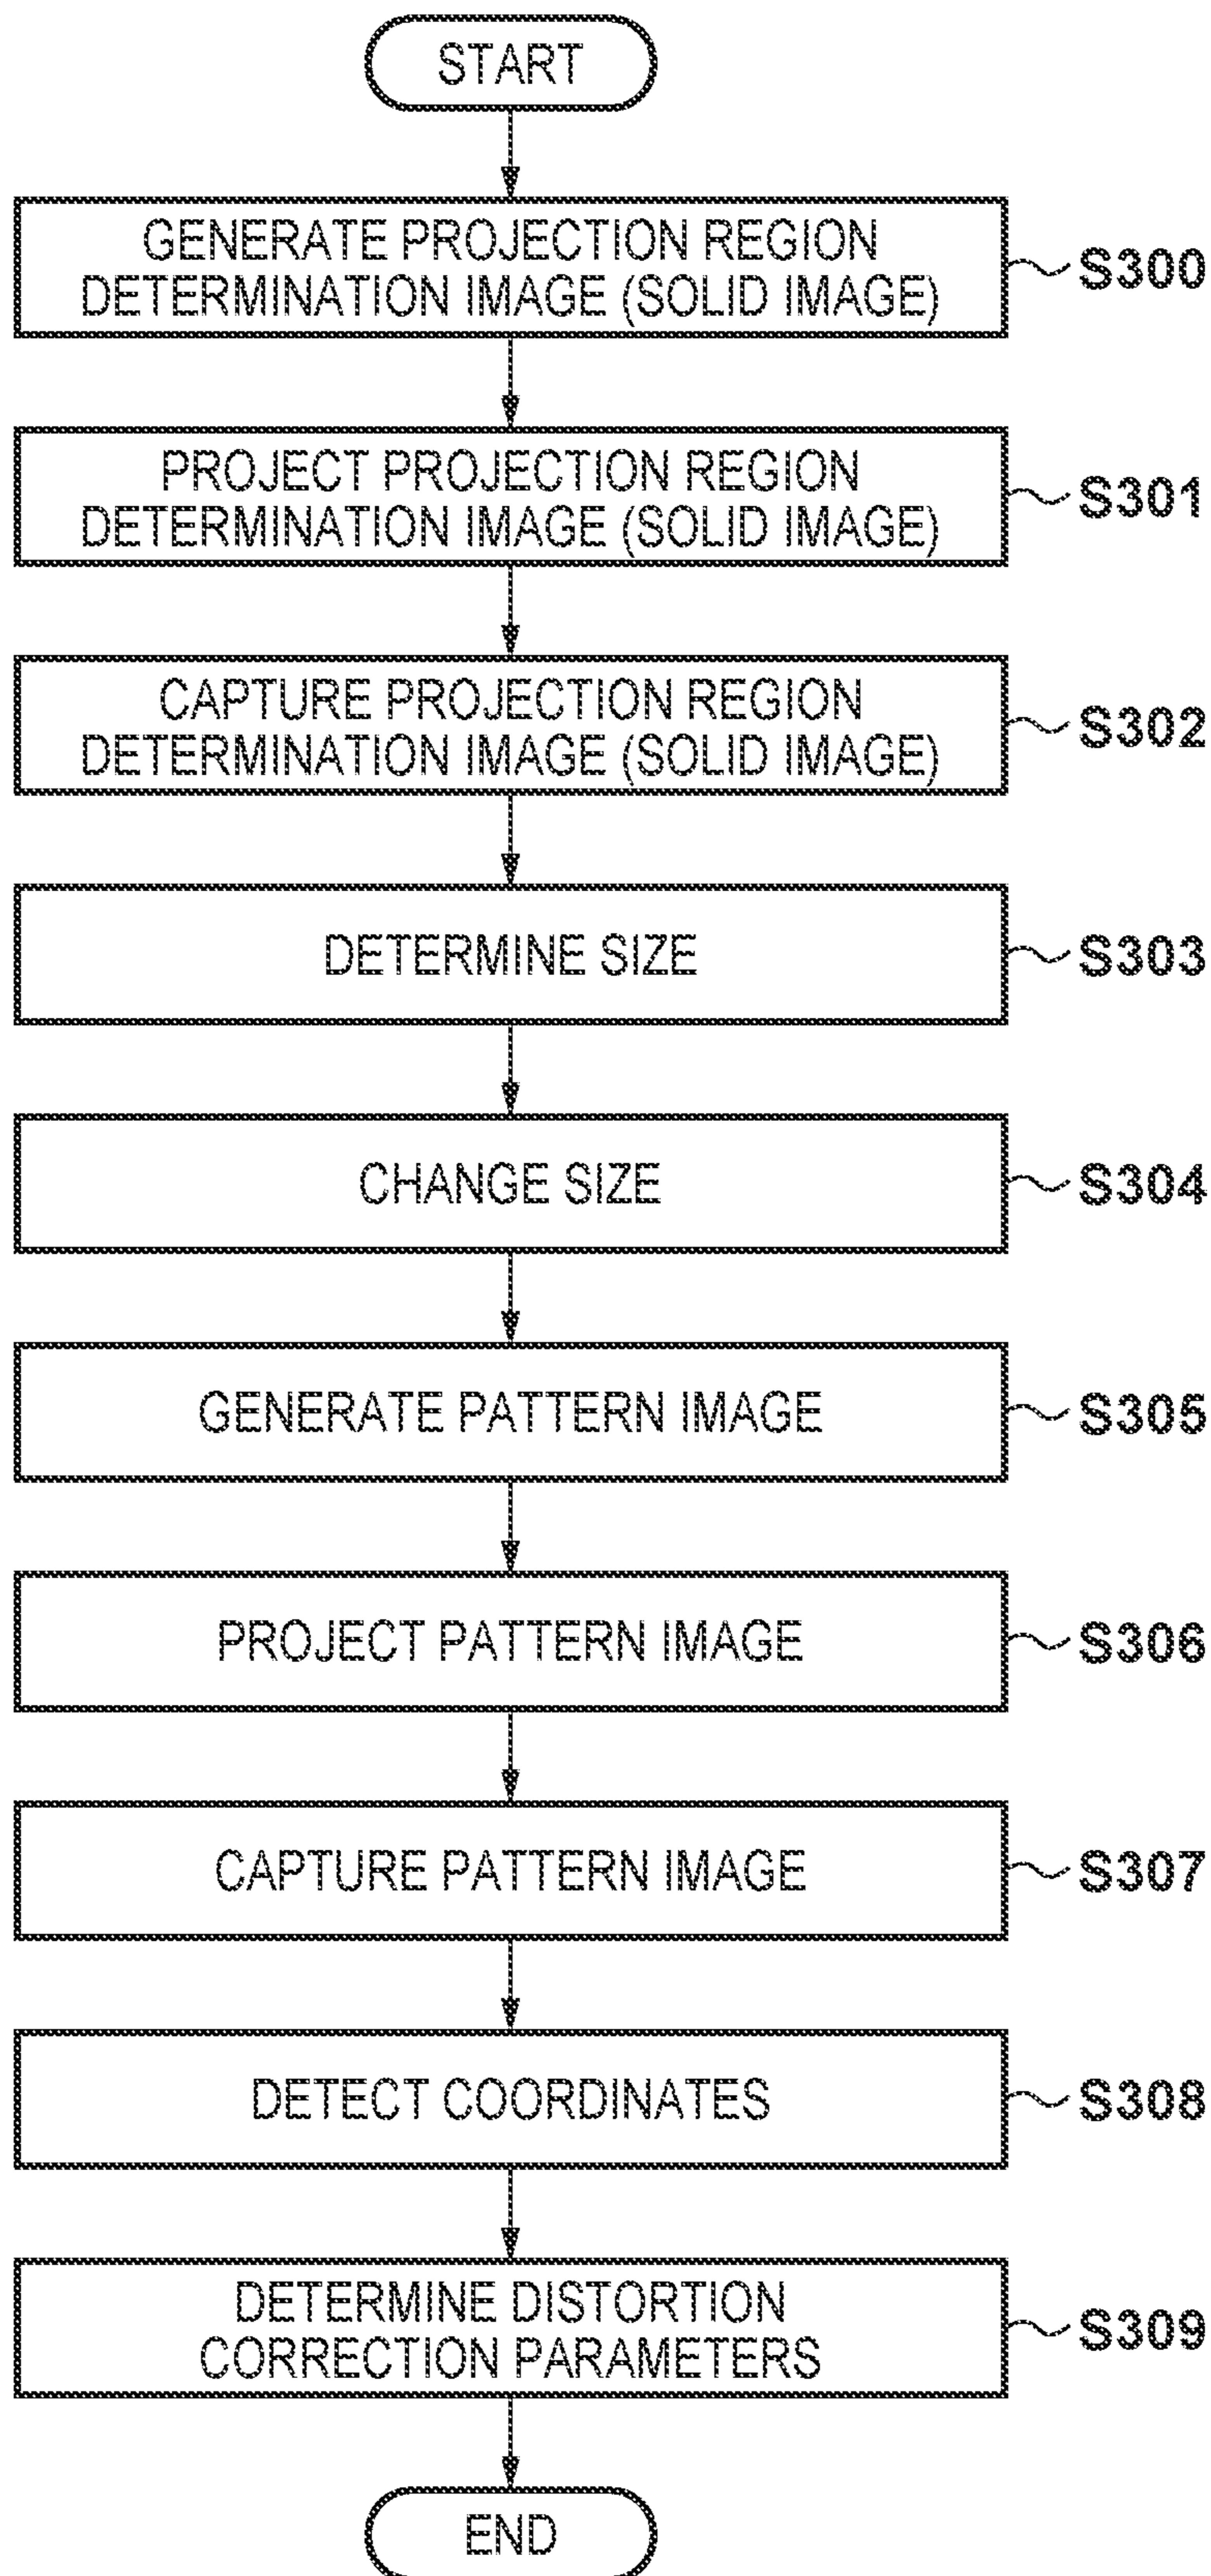 START
GENERATE PROJECTION REGION
DETERMINATION IMAGE (SOLID IMAGE)
S300
PROJECT PROJECTION REGION
DETERMINATION IMAGE (SOLID IMAGE)
S301
CAPTURE PROJECTION REGION
DETERMINATION IMAGE (SOLID IMAGE)
S302
DETERMINE SIZE
S303
CHANGE SIZE
S304
GENERATE PATTERN IMAGE
S305
PROJECT PATTERN IMAGE
S306
CAPTURE PATTERN IMAGE
S307
DETECT COORDINATES
S308
DETERMINE DISTORTION
CORRECTION PARAMETERS
S309
END